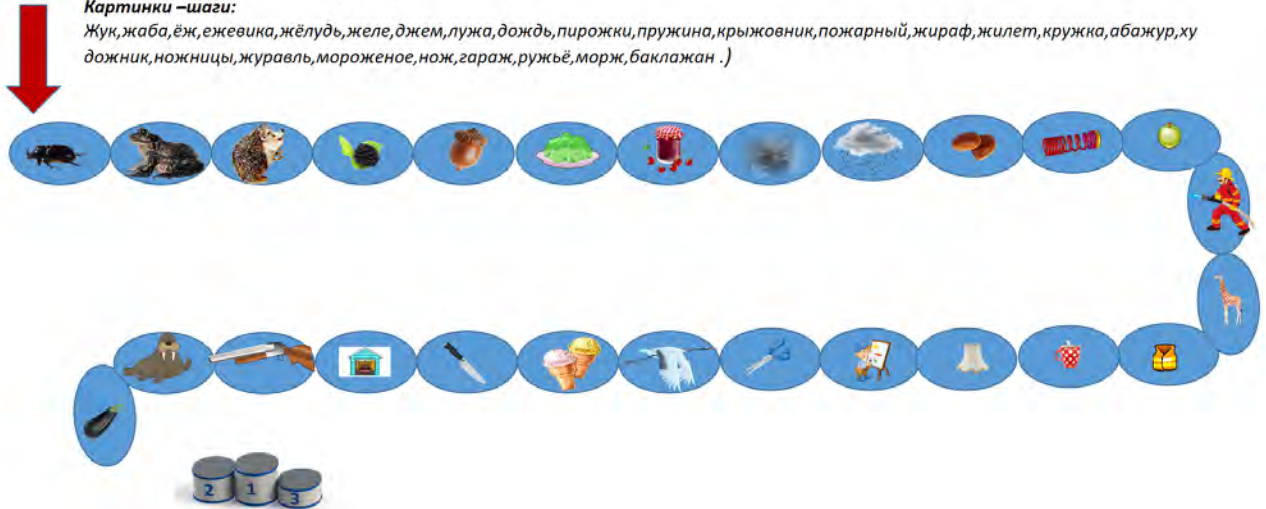 Картинки –шаги:
Жук,жаба,ёж,ежевика,жёлудь,желе,джем,лужа,дождь,пирожки,пружина,крыжовник,пожарный,жираф,жилет,кружка,абажур,ху
дожник,ножницы,журавль,мороженое,нож,гараж,ружьё,морж,баклажан .)
2 1 3